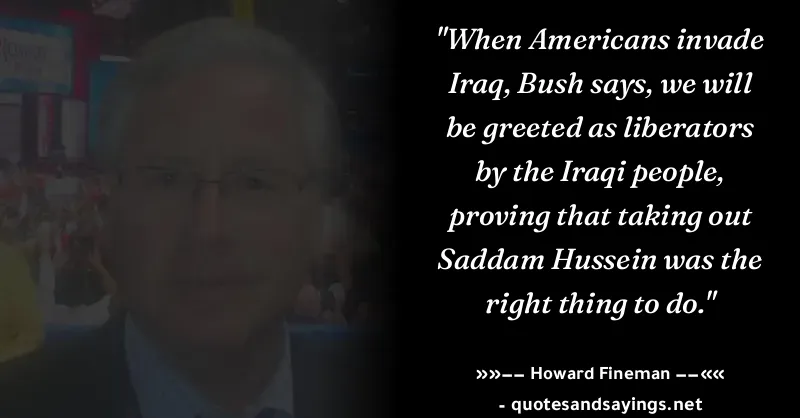 "When Americans invade
Iraq, Bush says, we will
be greeted as liberators
by the Iraqi people,
proving that taking out
Saddam Hussein was the
right thing to do."
»»–– Howard Fineman ––««
- quotesandsayings.net